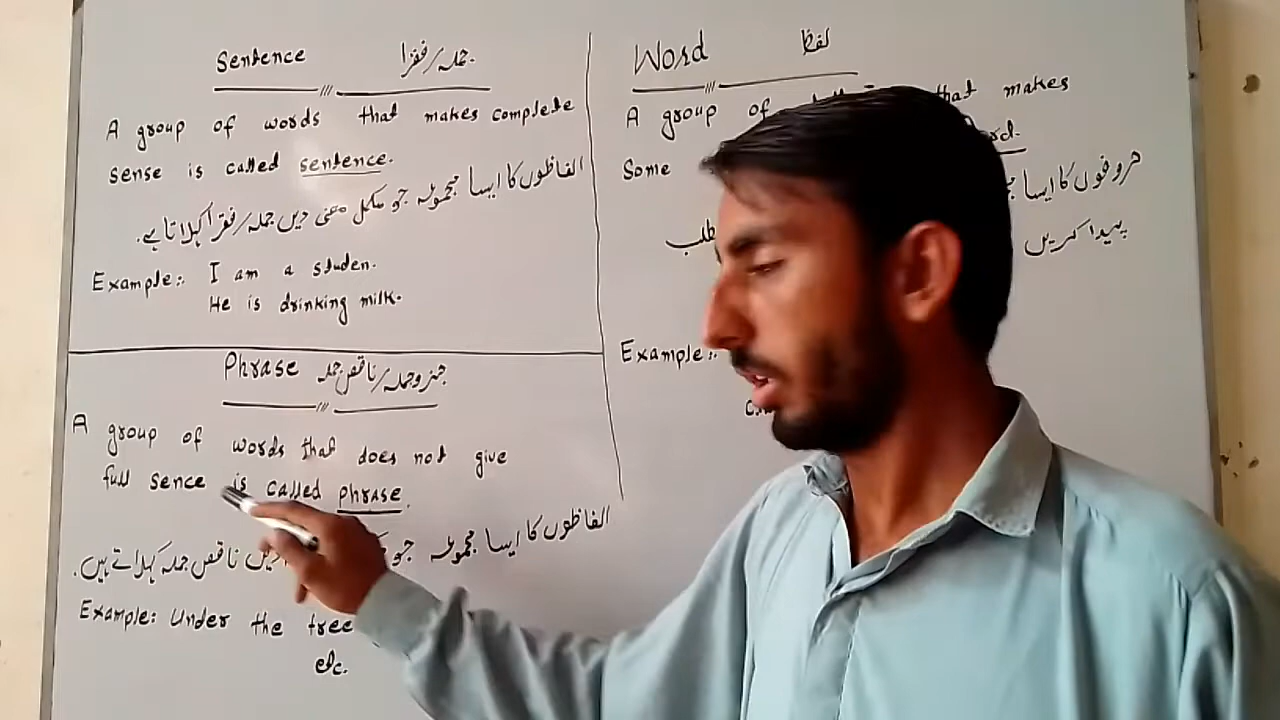 Sentence جملہ/فقرا
A group of words that makes complete
sense is called sentence.
الفاظوں کا ایسا مجموعہ جو مکمل معنی دیں جملہ/فقرا کہلاتا ہے.
Example:. I am a studen.
He is drinking milk.
Phrase جزوجملہ/ناقص جملہ
A group of words that does not give
full sence is called phrase.
الفاظوں کا ایسا مجموعہ جو ناقص جملہ کہلاتے ہیں.
Example: Under the tree
etc.
Word لفظ
A group of that makes
Some
حروفوں کا ایسا
پیدا کریں
Example:.